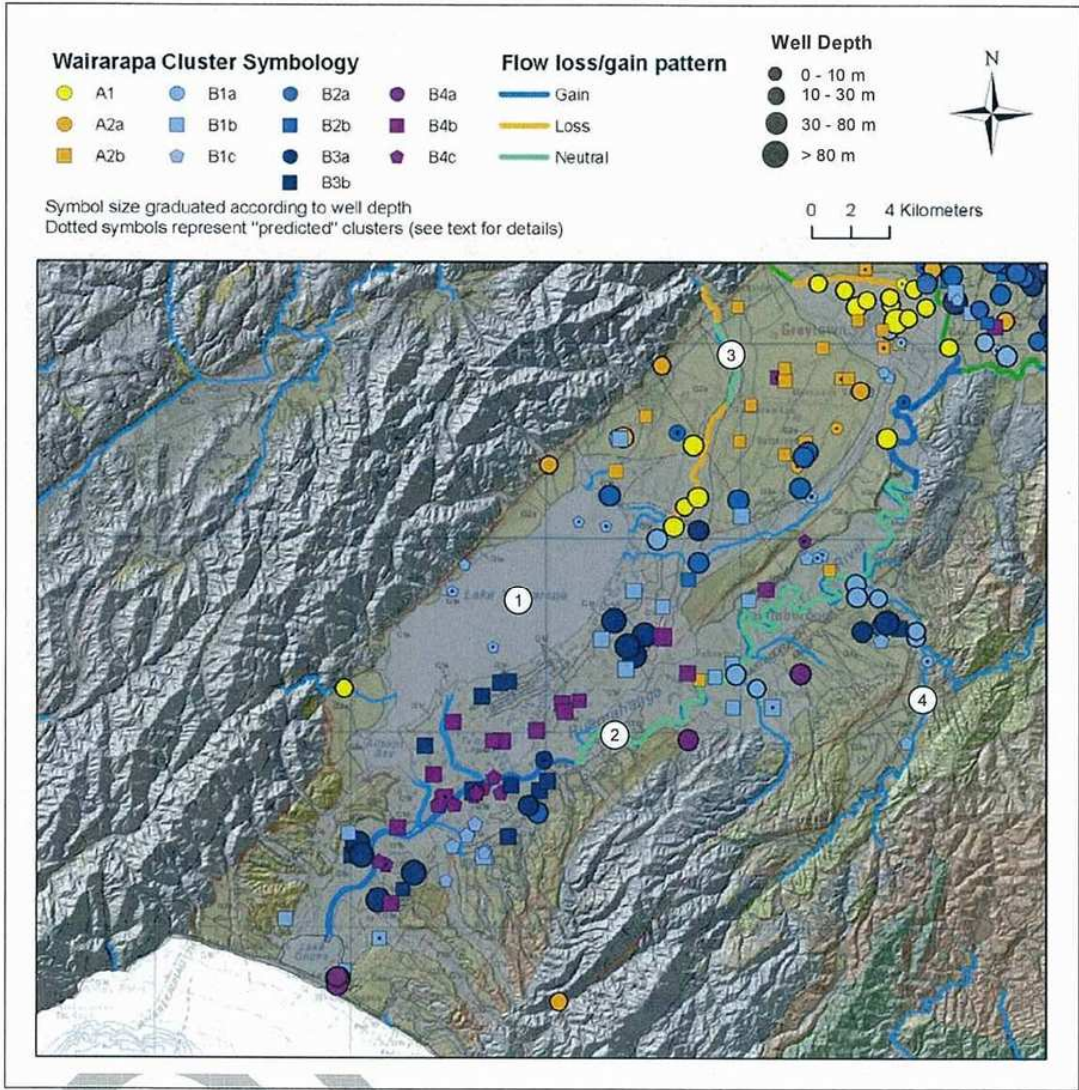 Wairarapa Cluster Symbology
A1
A2a
A2b
B1a
B1b
B1c
B2a
B2b
B3a
B3b
B4a
B4b
B4c
Flow loss/gain pattern
Gain
Loss
Neutral
Well Depth
0 - 10 m
10 - 30 m
30 - 80 m
> 80 m
N
Symbol size graduated according to well depth
Dotted symbols represent "predicted" clusters (see text for details)
0 2 4 Kilometers
Greytown
3
1
Lake
4
2
Lake